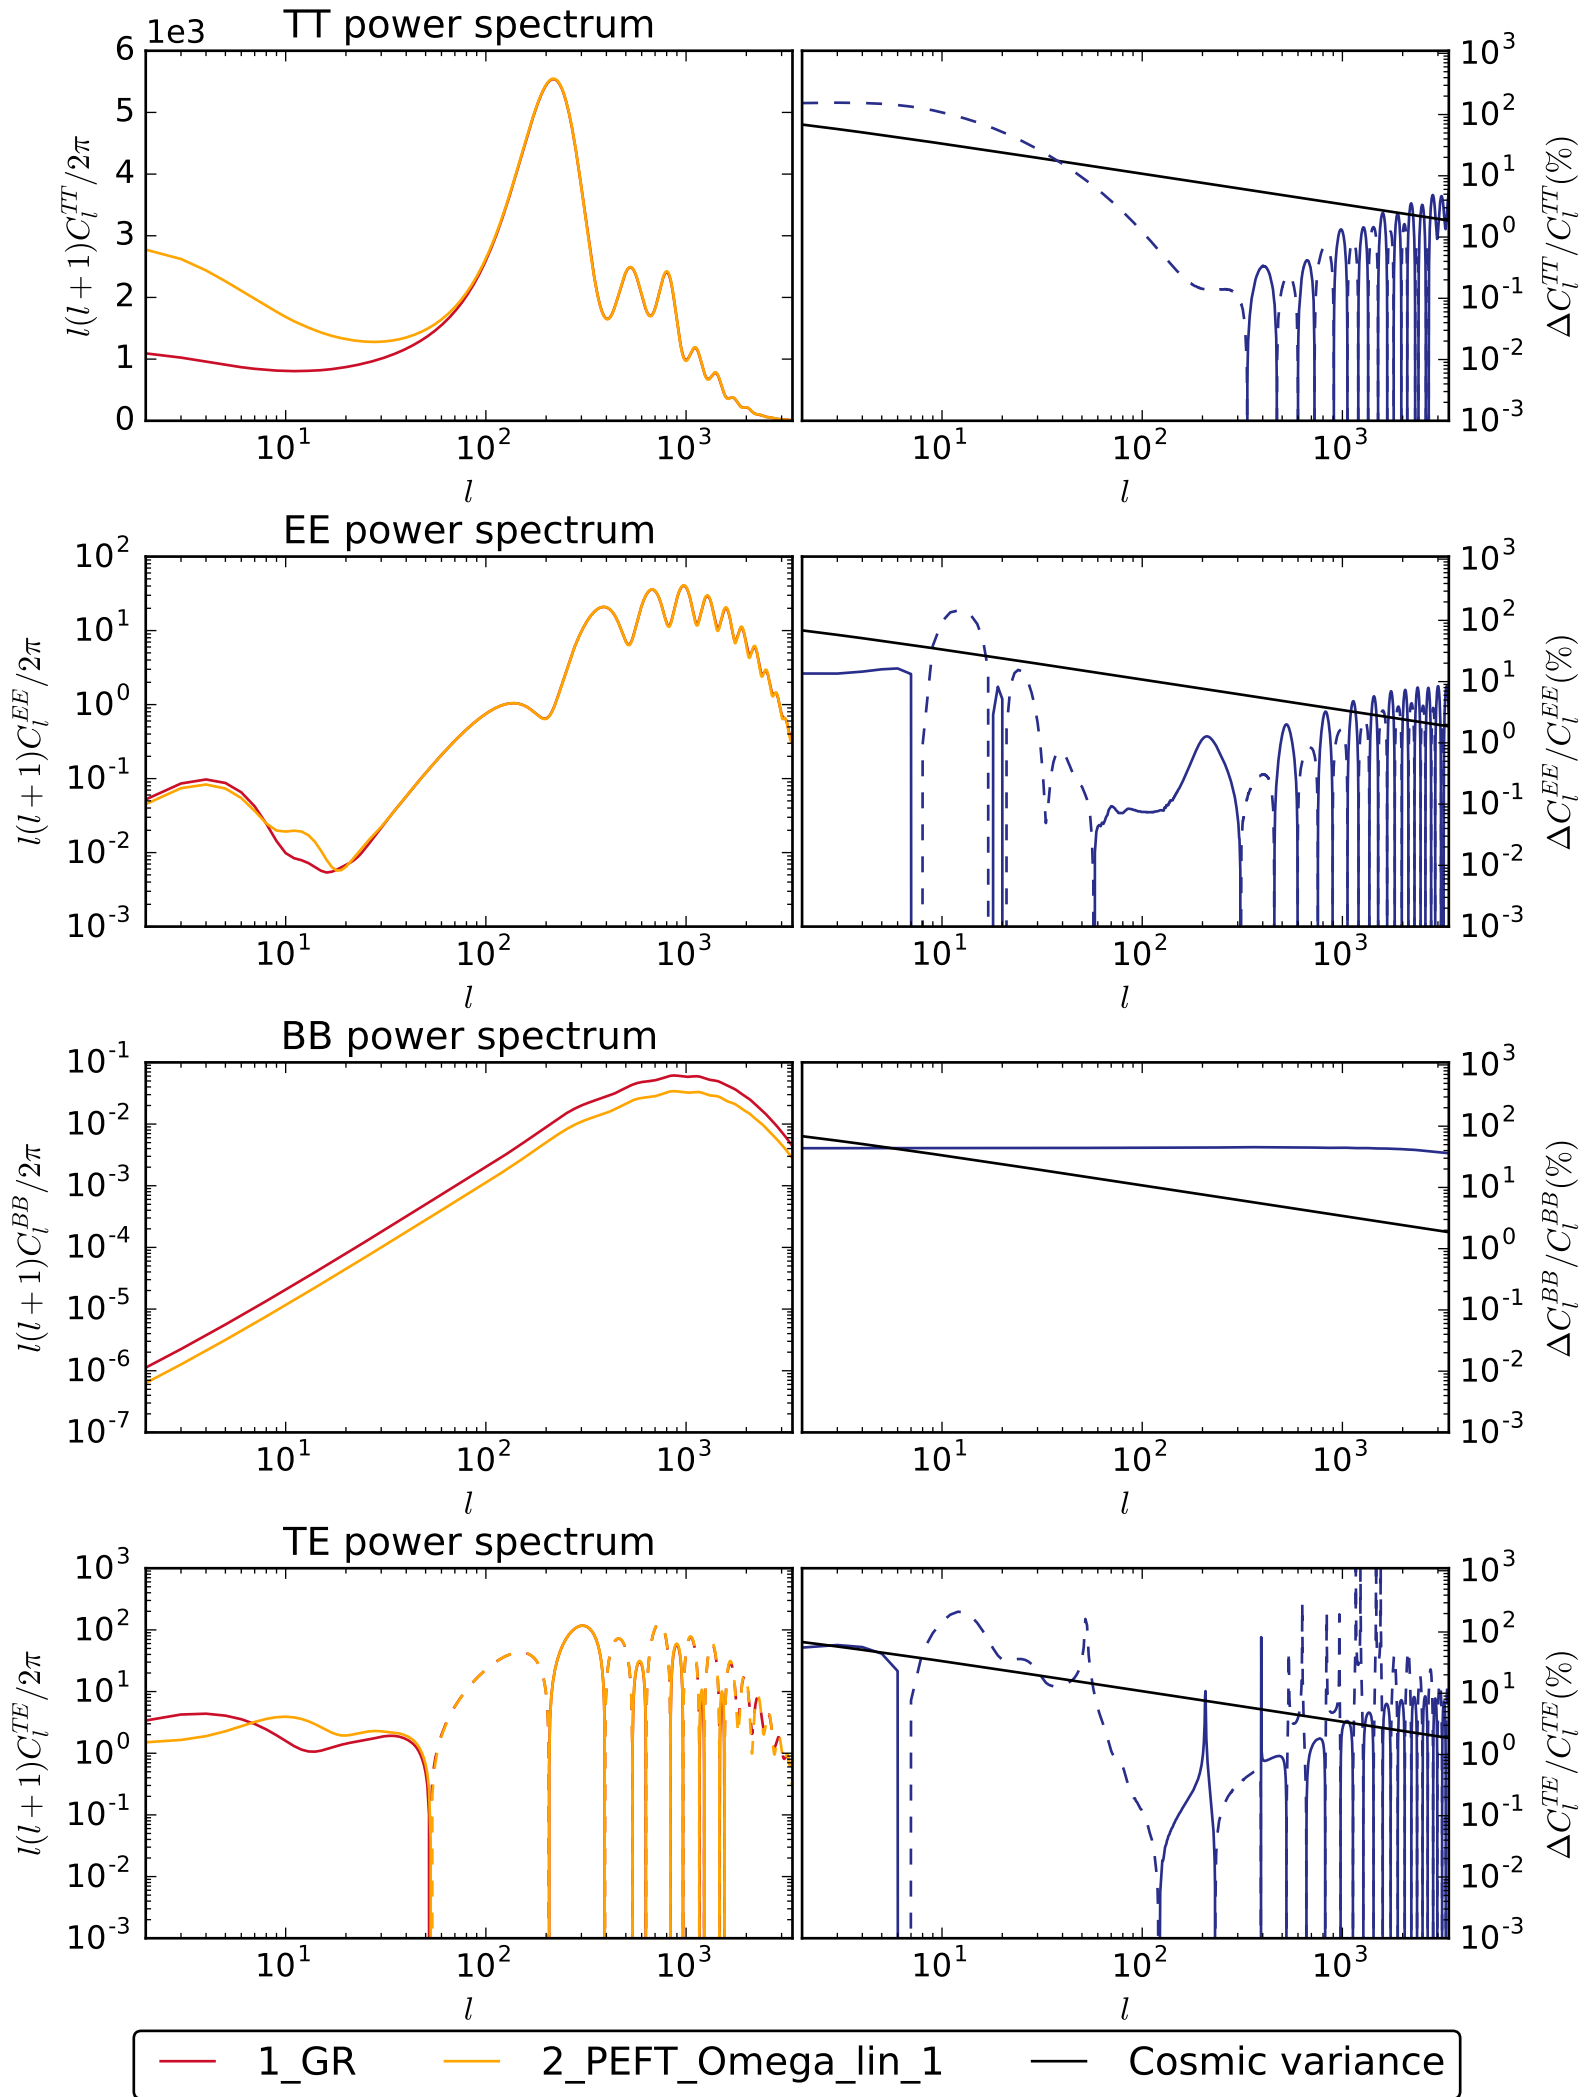 TT power spectrum
1e3
6
5
4
3
2
1
0
l(l+1)C_l^{TT}/2π
10^1 10^2 10^3
l
10^3
10^2
10^1
10^0
10^-1
10^-2
10^-3
ΔC_l^{TT}/C_l^{TT}(%)
10^1 10^2 10^3
l
EE power spectrum
10^2
10^1
10^0
10^-1
10^-2
10^-3
l(l+1)C_l^{EE}/2π
10^1 10^2 10^3
l
10^3
10^2
10^1
10^0
10^-1
10^-2
10^-3
ΔC_l^{EE}/C_l^{EE}(%)
10^1 10^2 10^3
l
BB power spectrum
10^-1
10^-2
10^-3
10^-4
10^-5
10^-6
10^-7
l(l+1)C_l^{BB}/2π
10^1 10^2 10^3
l
10^3
10^2
10^1
10^0
10^-1
10^-2
10^-3
ΔC_l^{BB}/C_l^{BB}(%)
10^1 10^2 10^3
l
TE power spectrum
10^3
10^2
10^1
10^0
10^-1
10^-2
10^-3
l(l+1)C_l^{TE}/2π
10^1 10^2 10^3
l
10^3
10^2
10^1
10^0
10^-1
10^-2
10^-3
ΔC_l^{TE}/C_l^{TE}(%)
10^1 10^2 10^3
l
1_GR 2_PEFT_Omega_lin_1 Cosmic variance